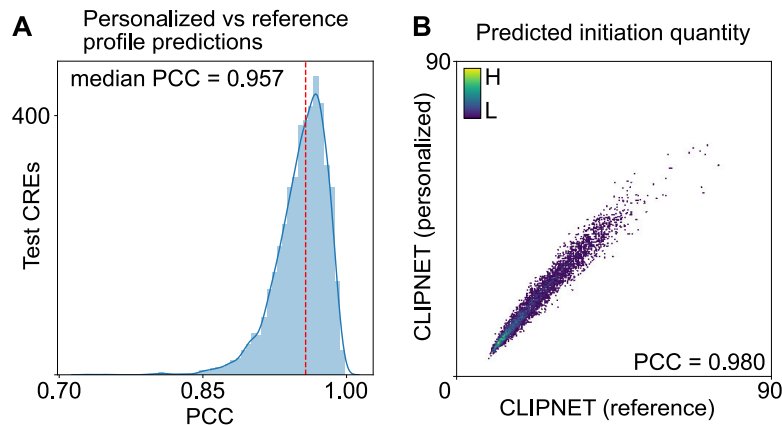 A
Personalized vs reference
profile predictions
median PCC = 0.957
400
Test CREs
0.70
0.85
1.00
PCC
B
Predicted initiation quantity
90
H
L
CLIPNET (personalized)
PCC = 0.980
0
90
CLIPNET (reference)